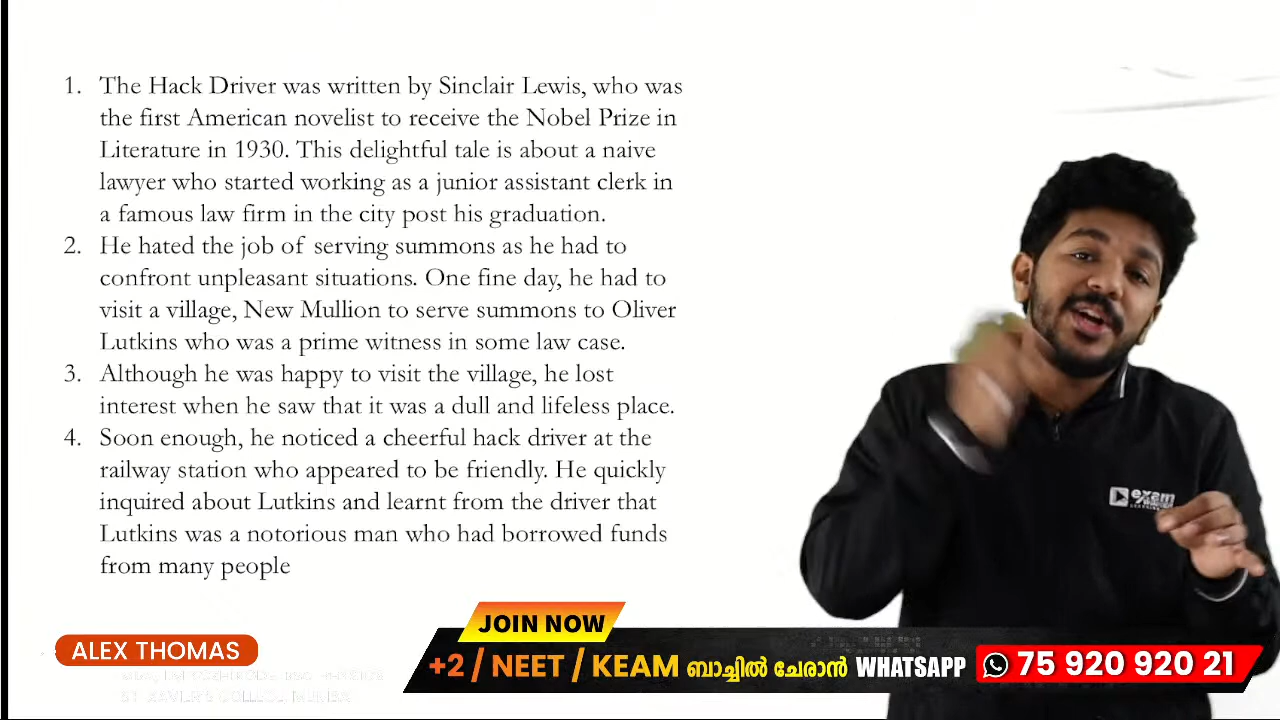 1. The Hack Driver was written by Sinclair Lewis, who was
the first American novelist to receive the Nobel Prize in
Literature in 1930. This delightful tale is about a naive
lawyer who started working as a junior assistant clerk in
a famous law firm in the city post his graduation.
2. He hated the job of serving summons as he had to
confront unpleasant situations. One fine day, he had to
visit a village, New Mullion to serve summons to Oliver
Lutkins who was a prime witness in some law case.
3. Although he was happy to visit the village, he lost
interest when he saw that it was a dull and lifeless place.
4. Soon enough, he noticed a cheerful hack driver at the
railway station who appeared to be friendly. He quickly
inquired about Lutkins and learnt from the driver that
Lutkins was a notorious man who had borrowed funds
from many people
exam
ALEX THOMAS
JOIN NOW
+2 / NEET / KEAM ബാച്ചിൽ ചേരാൻ WHATSAPP 75 920 920 21